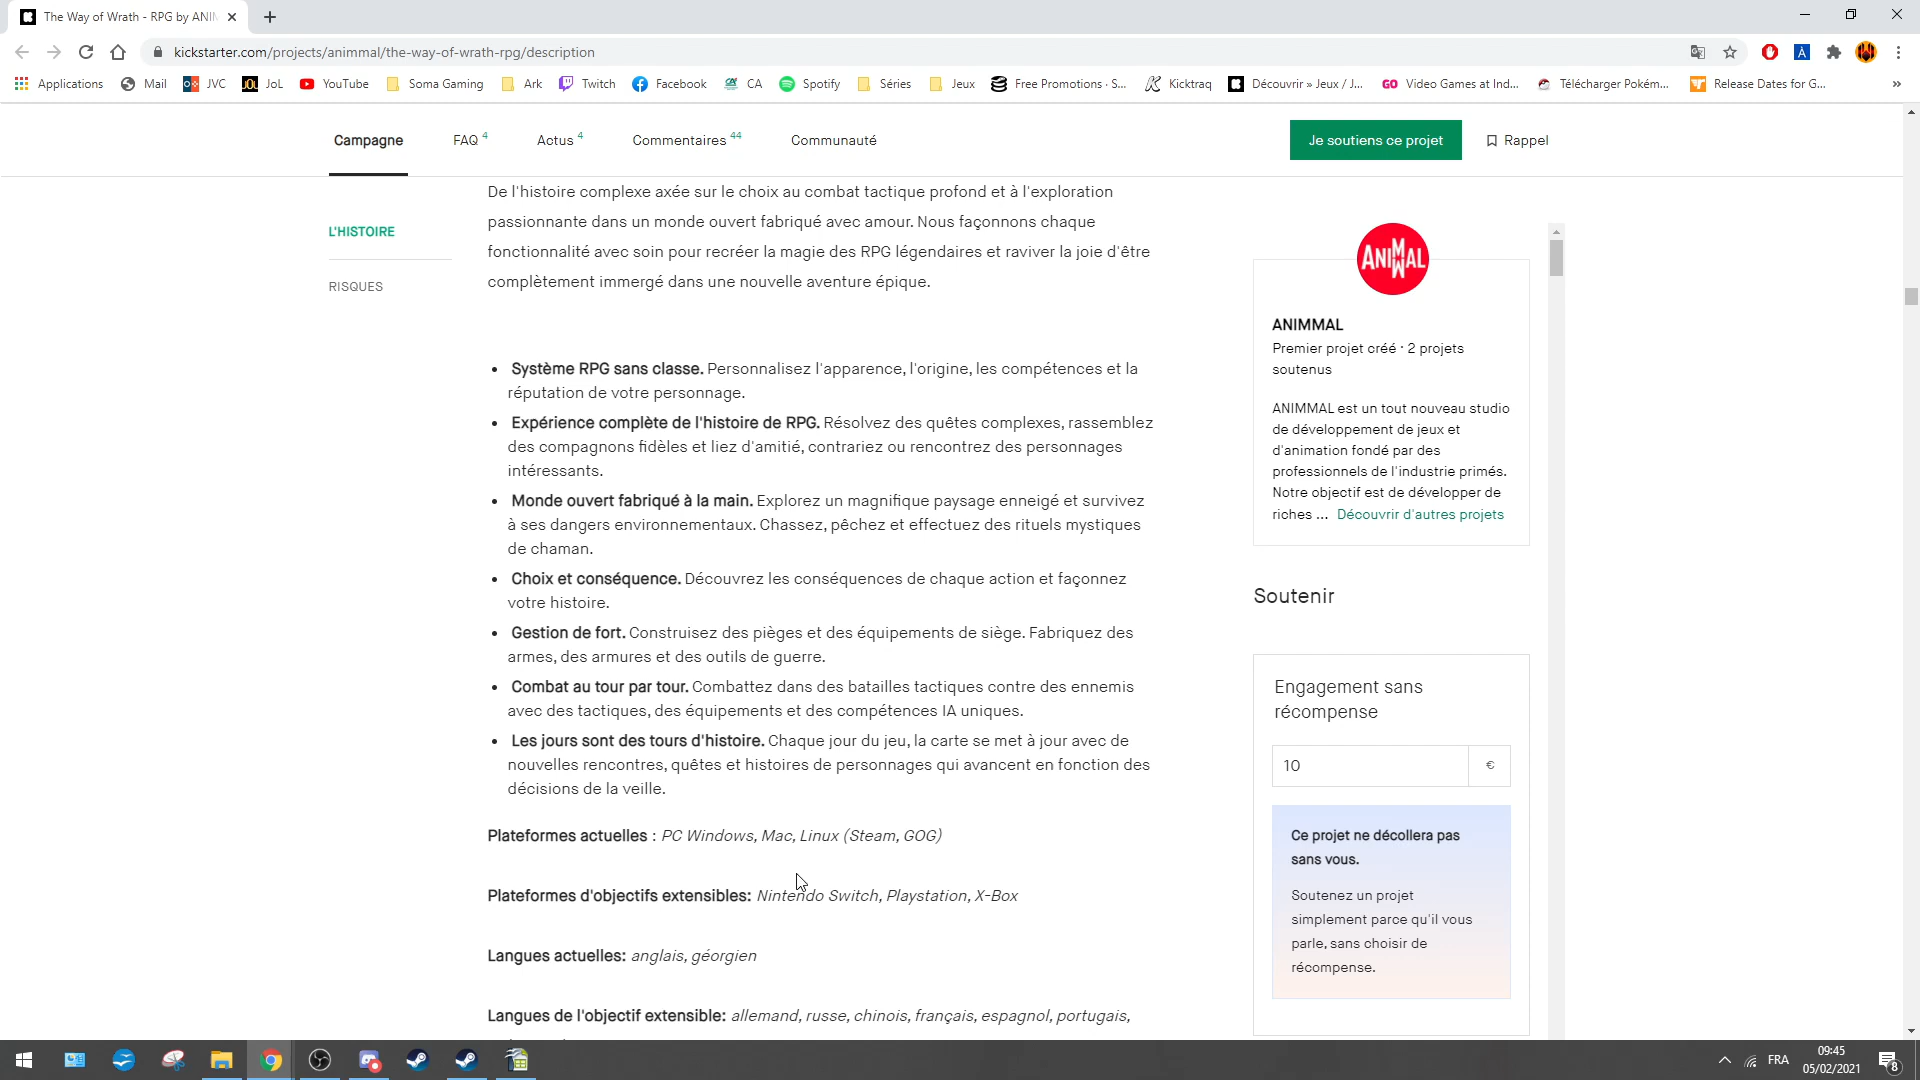 The Way of Wrath - RPG by ANIM
kickstarter.com/projects/animmal/the-way-of-wrath-rpg/description
Applications Mail JVC JoL YouTube Soma Gaming Ark Twitch Facebook CA Spotify Séries Jeux Free Promotions · S... Kicktraq Découvrir » Jeux / J... Video Games at Ind... Télécharger Pokém... Release Dates for G... »
Campagne FAQ 4 Actus 4 Commentaires 44 Communauté Je soutiens ce projet Rappel
L'HISTOIRE
RISQUES
De l'histoire complexe axée sur le choix au combat tactique profond et à l'exploration
passionnante dans un monde ouvert fabriqué avec amour. Nous façonnons chaque
fonctionnalité avec soin pour recréer la magie des RPG légendaires et raviver la joie d'être
complètement immergé dans une nouvelle aventure épique.
• Système RPG sans classe. Personnalisez l'apparence, l'origine, les compétences et la
réputation de votre personnage.
• Expérience complète de l'histoire de RPG. Résolvez des quêtes complexes, rassemblez
des compagnons fidèles et liez d'amitié, contrariez ou rencontrez des personnages
intéressants.
• Monde ouvert fabriqué à la main. Explorez un magnifique paysage enneigé et survivez
à ses dangers environnementaux. Chassez, pêchez et effectuez des rituels mystiques
de chaman.
• Choix et conséquence. Découvrez les conséquences de chaque action et façonnez
votre histoire.
• Gestion de fort. Construisez des pièges et des équipements de siège. Fabriquez des
armes, des armures et des outils de guerre.
• Combat au tour par tour. Combattez dans des batailles tactiques contre des ennemis
avec des tactiques, des équipements et des compétences IA uniques.
• Les jours sont des tours d'histoire. Chaque jour du jeu, la carte se met à jour avec de
nouvelles rencontres, quêtes et histoires de personnages qui avancent en fonction des
décisions de la veille.
Plateformes actuelles : PC Windows, Mac, Linux (Steam, GOG)
Plateformes d'objectifs extensibles: Nintendo Switch, Playstation, X-Box
Langues actuelles: anglais, géorgien
Langues de l'objectif extensible: allemand, russe, chinois, français, espagnol, portugais,
ANIMMAL
ANIMMAL
Premier projet créé · 2 projets
soutenus
ANIMMAL est un tout nouveau studio
de développement de jeux et
d'animation fondé par des
professionnels de l'industrie primés.
Notre objectif est de développer de
riches ... Découvrir d'autres projets
Soutenir
Engagement sans
récompense
10 €
Ce projet ne décollera pas
sans vous.
Soutenez un projet
simplement parce qu'il vous
parle, sans choisir de
récompense.
FRA
09:45
05/02/2021
8